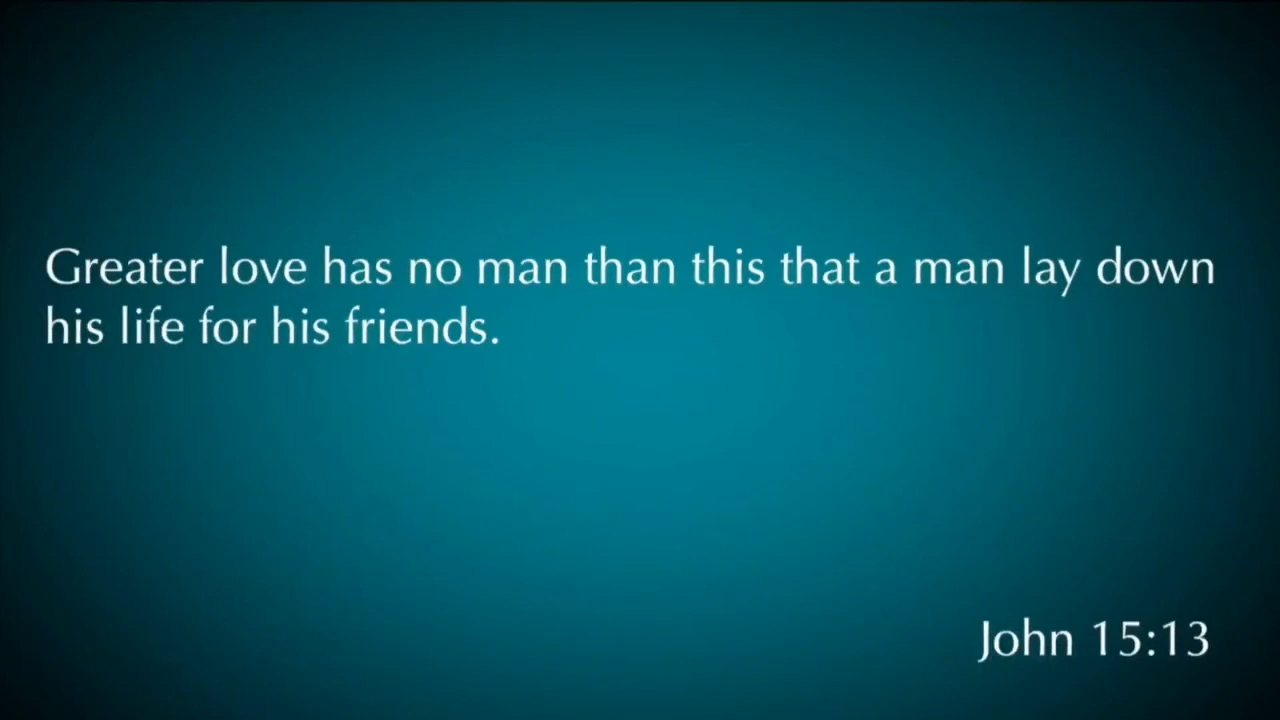 Greater love has no man than this that a man lay down
his life for his friends.
John 15:13